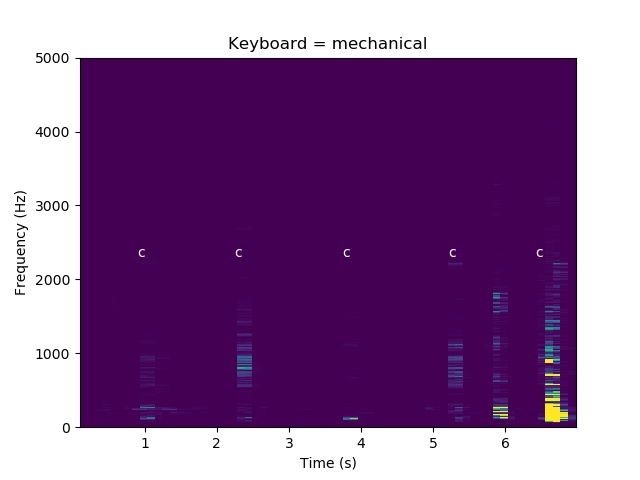 Keyboard = mechanical
5000
4000
3000
2000
1000
0
Frequency (Hz)
c c c c c
1 2 3 4 5 6
Time (s)